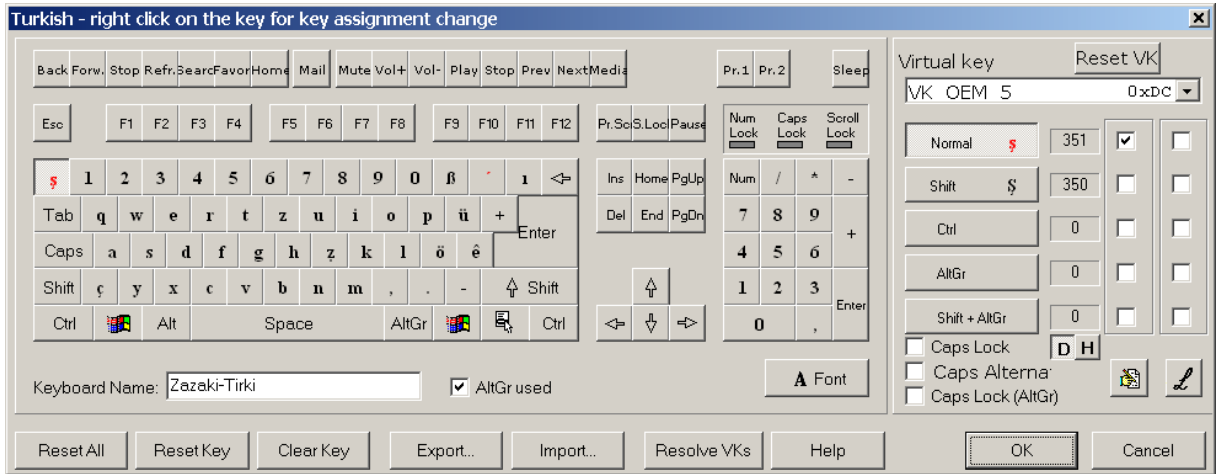 Turkish - right click on the key for key assignment change
Back Forw. Stop Refr. Searc Favor Home Mail Mute Vol+ Vol- Play Stop Prev Next Media Pr.1 Pr.2 Sleep
Esc F1 F2 F3 F4 F5 F6 F7 F8 F9 F10 F11 F12 Pr.Sc S.Loc Pause Num Lock Caps Lock Scroll Lock
ş 1 2 3 4 5 6 7 8 9 0 ß ´ ı Ins Home PgUp Num / * -
Tab q w e r t z u i o p ü + Enter Del End PgDn 7 8 9 +
Caps a s d f g h ẓ k l ö ê 4 5 6
Shift ç y x c v b n m , . - Shift 1 2 3 Enter
Ctrl Alt Space AltGr Ctrl 0 ,
Keyboard Name: Zazaki-Tirki AltGr used A Font
Reset All Reset Key Clear Key Export... Import... Resolve VKs Help OK Cancel
Virtual key Reset VK
VK OEM 5 0xDC
Normal ş 351
Shift Ş 350
Ctrl 0
AltGr 0
Shift + AltGr 0
Caps Lock D H
Caps Alterna
Caps Lock (AltGr) L